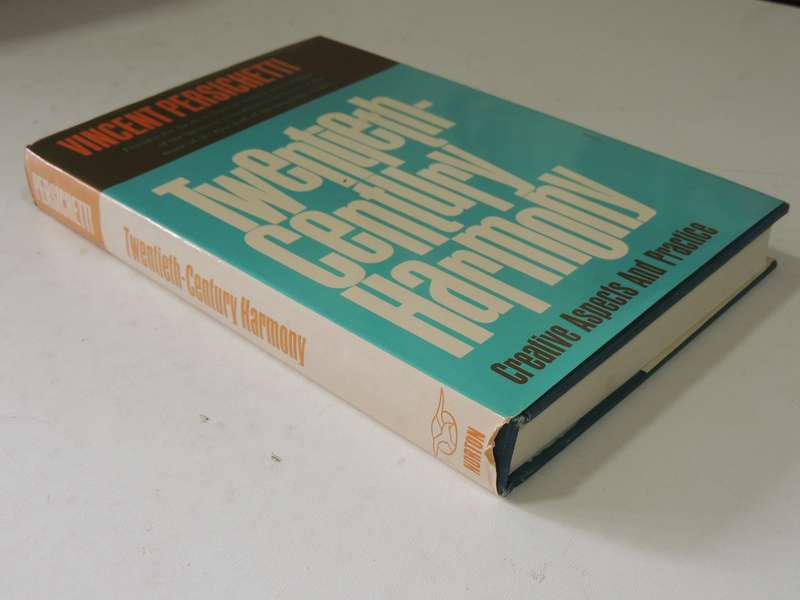 VINCENT PERSICHETTI
Twentieth-
Century
Harmony
Creative Aspects And Practice
PERSICHETTI
Twentieth-Century Harmony
NORTON